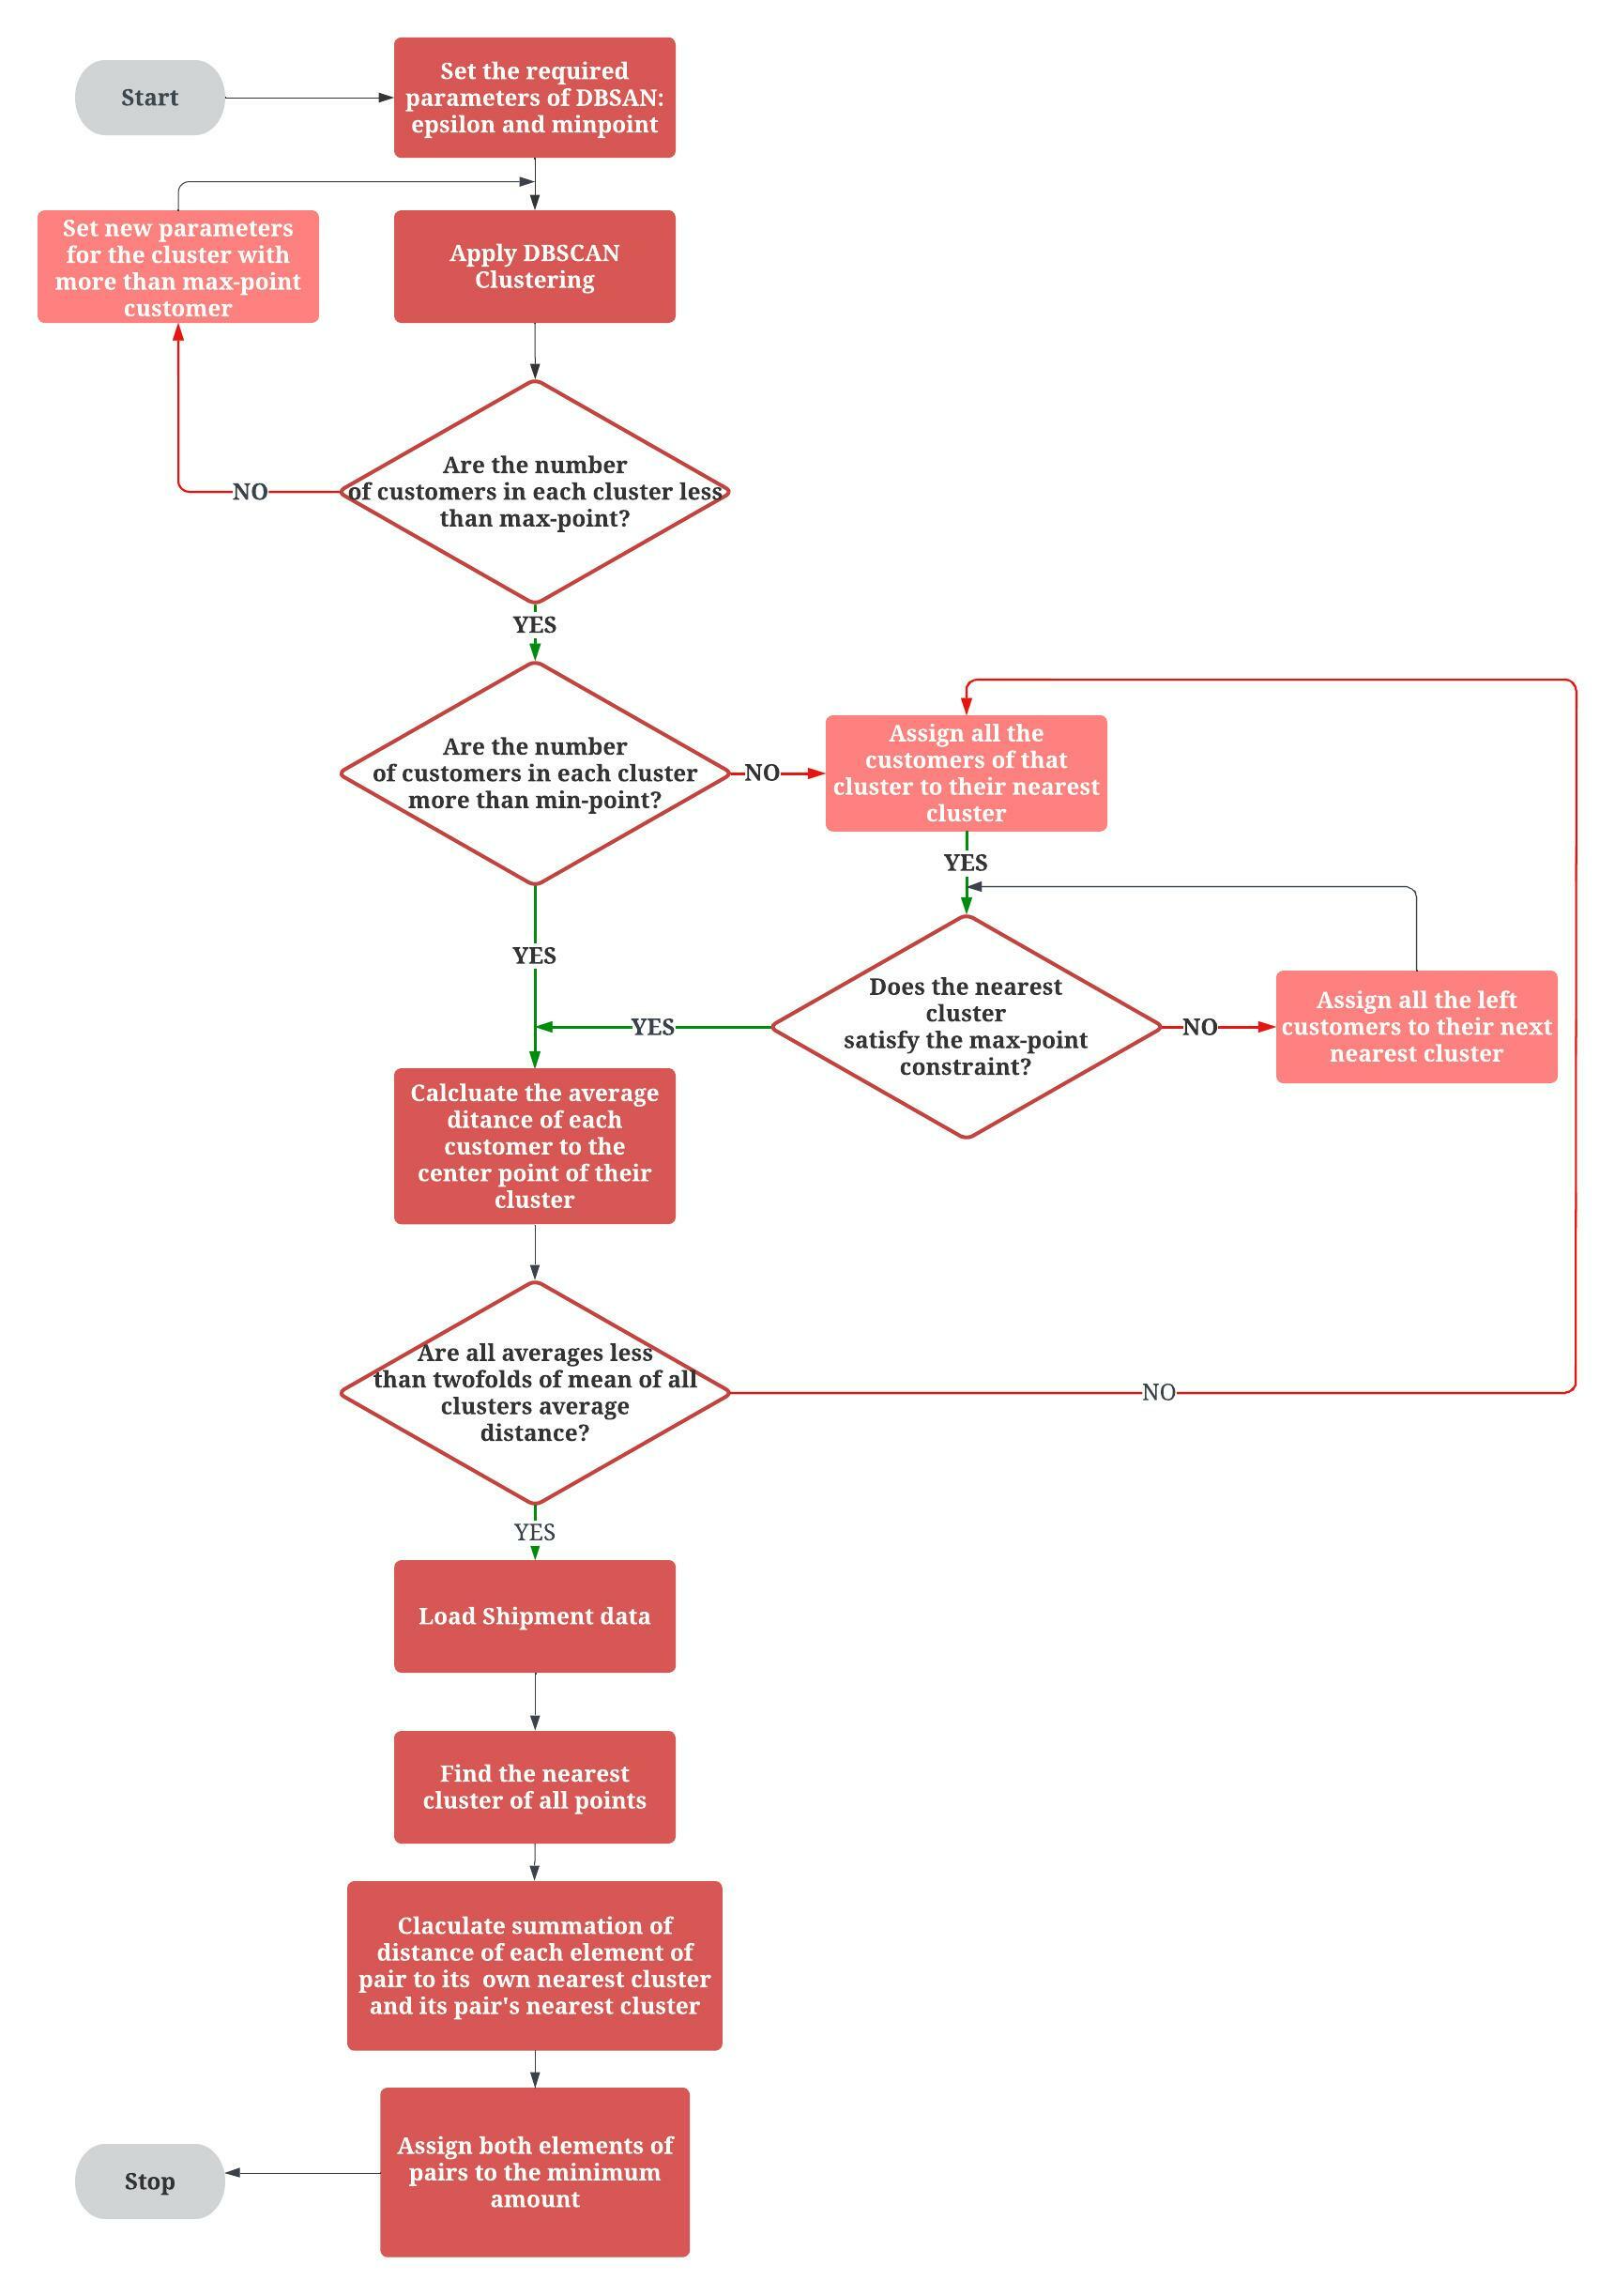 Start
Set the required
parameters of DBSAN:
epsilon and minpoint
Set new parameters
for the cluster with
more than max-point
customer
Apply DBSCAN
Clustering
Are the number
of customers in each cluster less
than max-point?
NO
YES
Are the number
of customers in each cluster
more than min-point?
NO
Assign all the
customers of that
cluster to their nearest
cluster
YES
YES
Does the nearest
cluster
satisfy the max-point
constraint?
YES
NO
Assign all the left
customers to their next
nearest cluster
Calcluate the average
ditance of each
customer to the
center point of their
cluster
Are all averages less
than twofolds of mean of all
clusters average
distance?
NO
YES
Load Shipment data
Find the nearest
cluster of all points
Claculate summation of
distance of each element of
pair to its  own nearest cluster
and its pair's nearest cluster
Assign both elements of
pairs to the minimum
amount
Stop